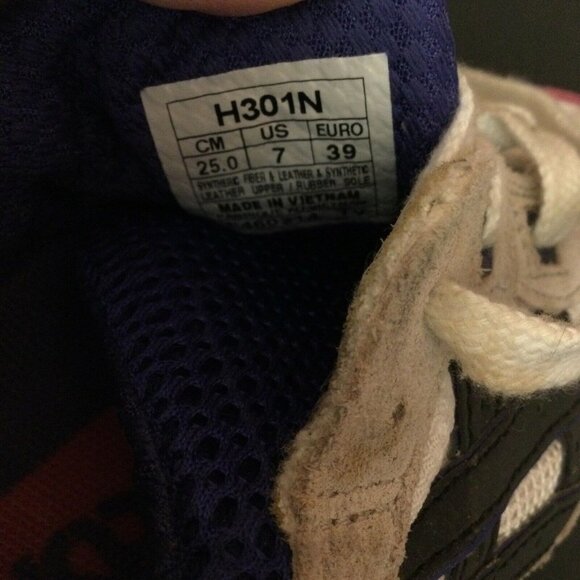 H301N
CM US EURO
25.0 7 39
SYNTHETIC FIBER & LEATHER & SYNTHETIC
LEATHER UPPER / RUBBER SOLE
MADE IN VIETNAM